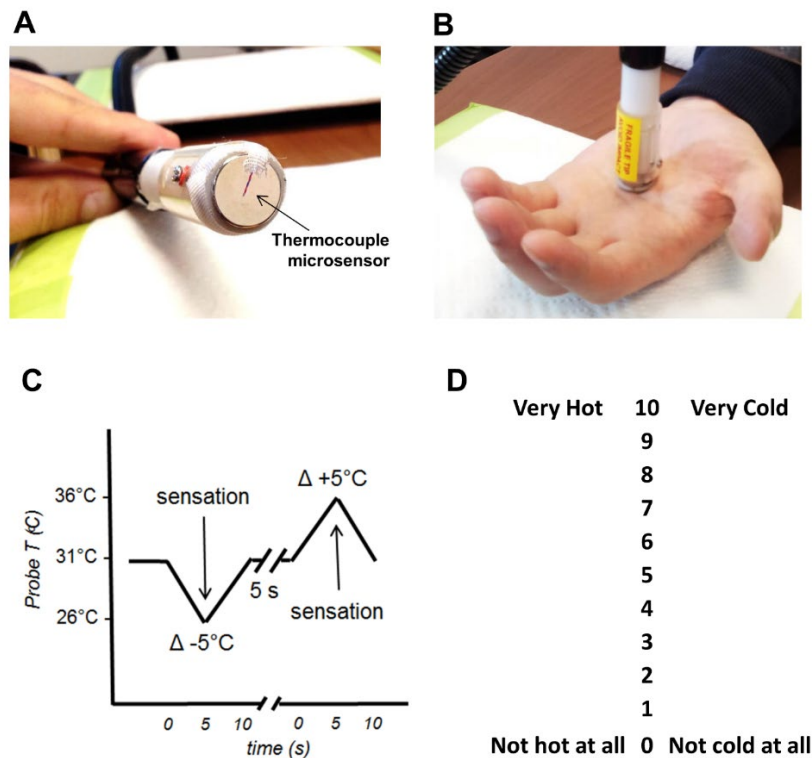 A
Thermocouple
microsensor
B
FRAGILE TIP
AVOID IMPACTS
C
Probe T (°C)
36°C
31°C
26°C
sensation
Δ -5°C
5 s
Δ +5°C
sensation
0 5 10 0 5 10
time (s)
D
Very Hot 10 Very Cold
9
8
7
6
5
4
3
2
1
Not hot at all 0 Not cold at all